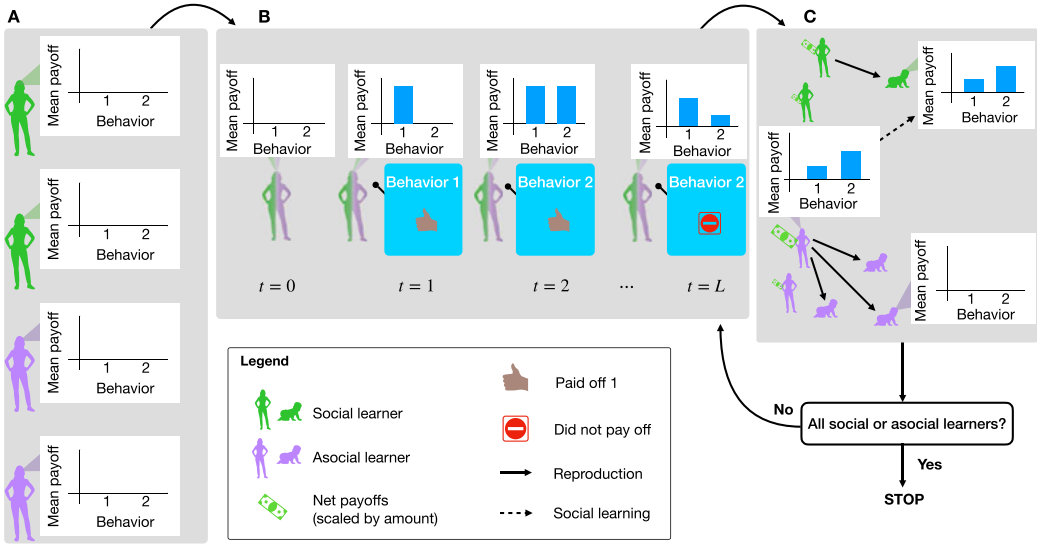 A
Mean payoff
1 2
Behavior
Mean payoff
1 2
Behavior
Mean payoff
1 2
Behavior
Mean payoff
1 2
Behavior
B
Mean payoff
1 2
Behavior
Mean payoff
1 2
Behavior
Mean payoff
1 2
Behavior
Mean payoff
1 2
Behavior
Behavior 1
Behavior 2
Behavior 2
t = 0
t = 1
t = 2
...
t = L
C
Mean payoff
1 2
Behavior
Mean payoff
1 2
Behavior
Mean payoff
1 2
Behavior
All social or asocial learners?
No
Yes
STOP
Legend
Social learner
Asocial learner
Net payoffs
(scaled by amount)
Paid off 1
Did not pay off
Reproduction
Social learning